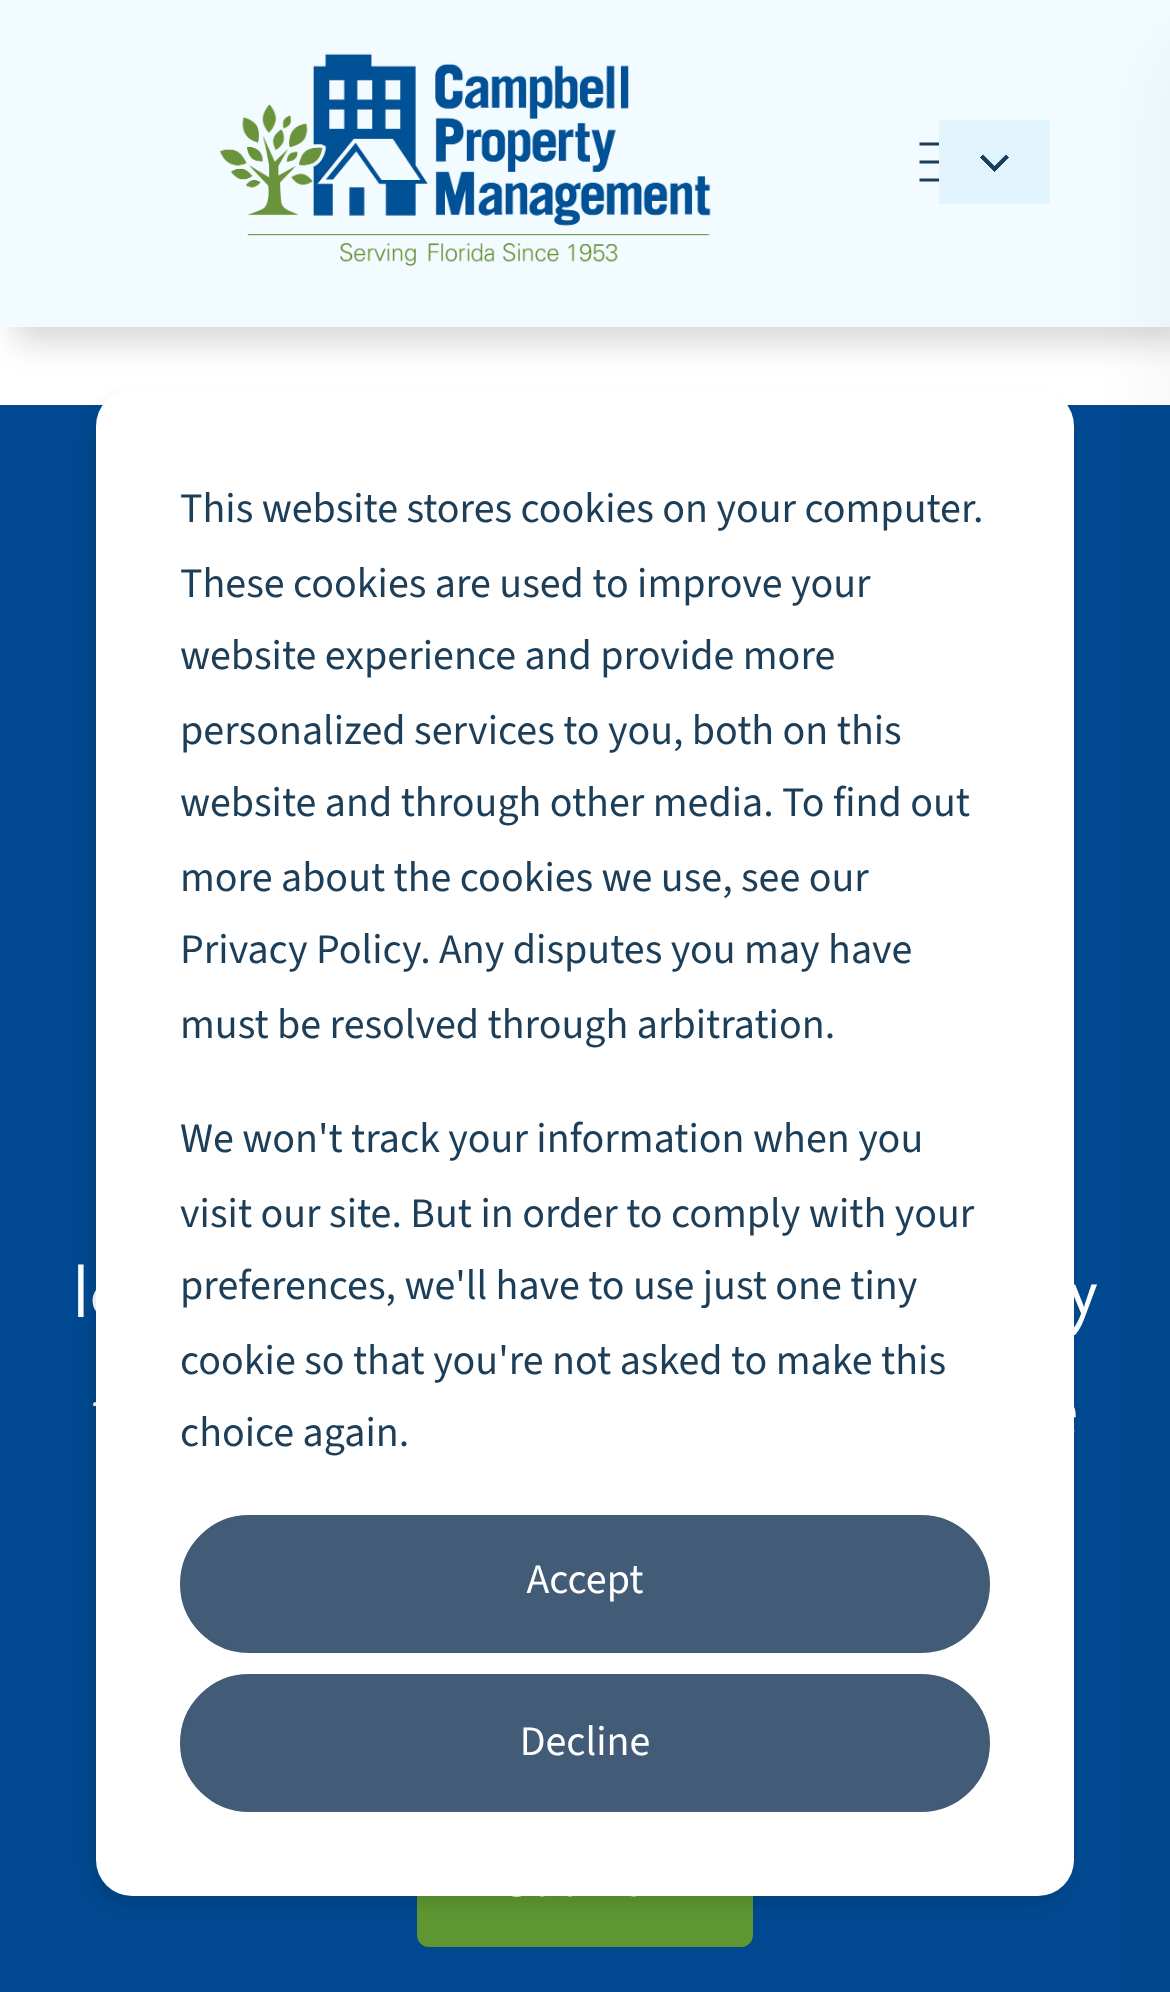 Campbell
Property
Management
Serving Florida Since 1953
This website stores cookies on your computer.
These cookies are used to improve your
website experience and provide more
personalized services to you, both on this
website and through other media. To find out
more about the cookies we use, see our
Privacy Policy. Any disputes you may have
must be resolved through arbitration.
We won't track your information when you
visit our site. But in order to comply with your
preferences, we'll have to use just one tiny
cookie so that you're not asked to make this
choice again.
Accept
Decline